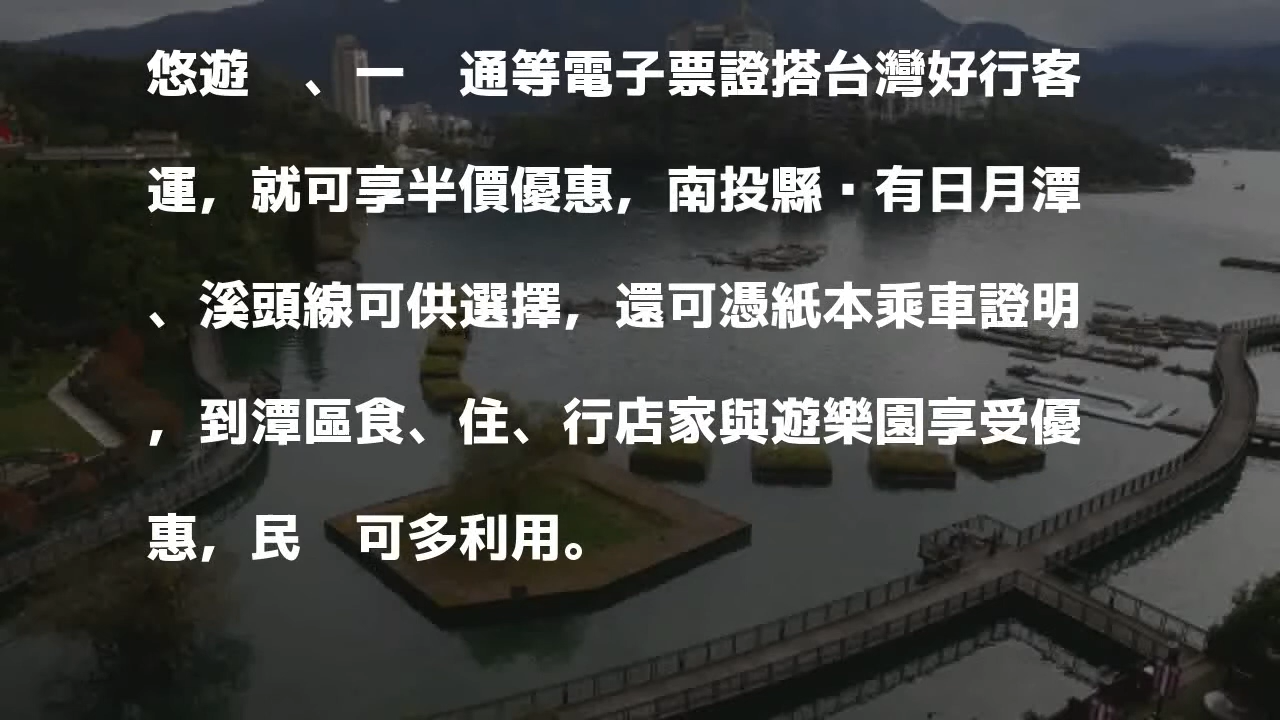 悠遊　、一　通等電子票證搭台灣好行客
運，就可享半價優惠，南投縣▪有日月潭
、溪頭線可供選擇，還可憑紙本乘車證明
，到潭區食、住、行店家與遊樂園享受優
惠，民　可多利用。